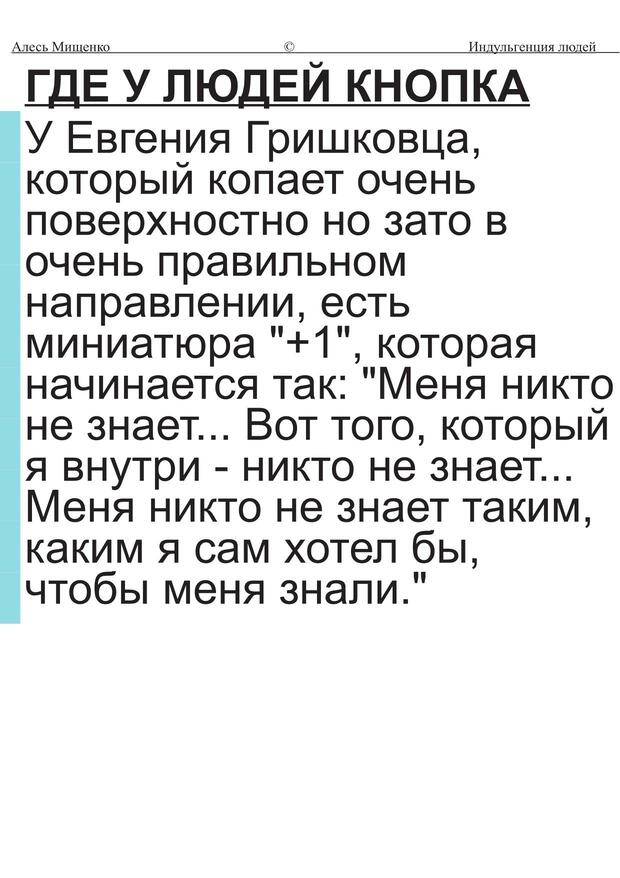 Алесь Мищенко © Индульгенция людей
ГДЕ У ЛЮДЕЙ КНОПКА
У Евгения Гришковца,
который копает очень
поверхностно но зато в
очень правильном
направлении, есть
миниатюра "+1", которая
начинается так: "Меня никто
не знает... Вот того, который
я внутри - никто не знает...
Меня никто не знает таким,
каким я сам хотел бы,
чтобы меня знали."